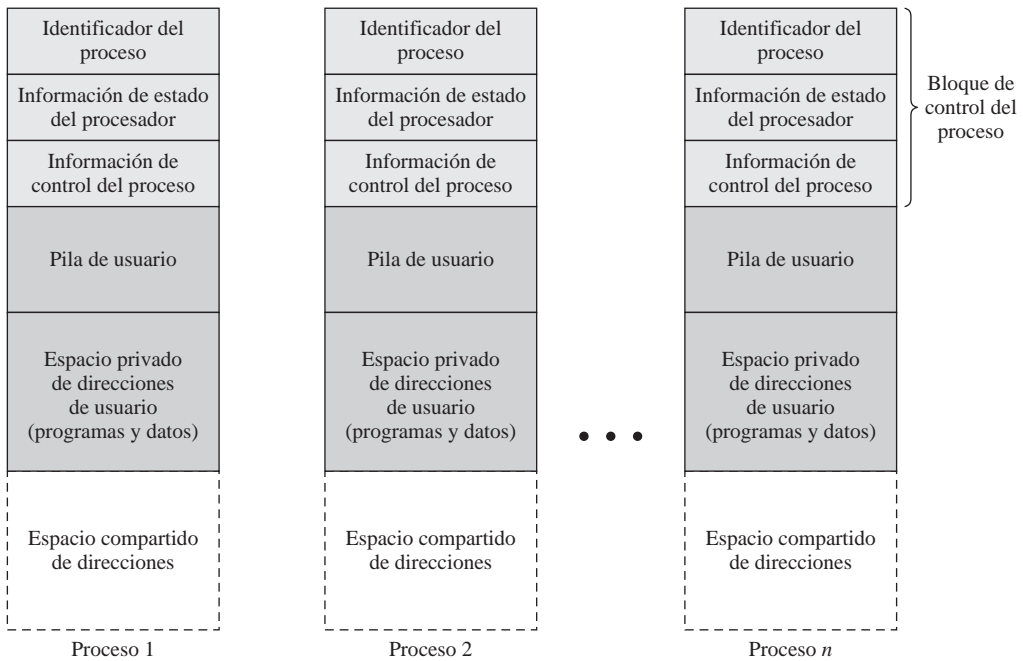 Identificador del
proceso
Información de estado
del procesador
Información de
control del proceso
Pila de usuario
Espacio privado
de direcciones
de usuario
(programas y datos)
Espacio compartido
de direcciones
Proceso 1
Identificador del
proceso
Información de estado
del procesador
Información de
control del proceso
Pila de usuario
Espacio privado
de direcciones
de usuario
(programas y datos)
Espacio compartido
de direcciones
Proceso 2
Identificador del
proceso
Información de estado
del procesador
Información de
control del proceso
Pila de usuario
Espacio privado
de direcciones
de usuario
(programas y datos)
Espacio compartido
de direcciones
Proceso n
Bloque de
control del
proceso